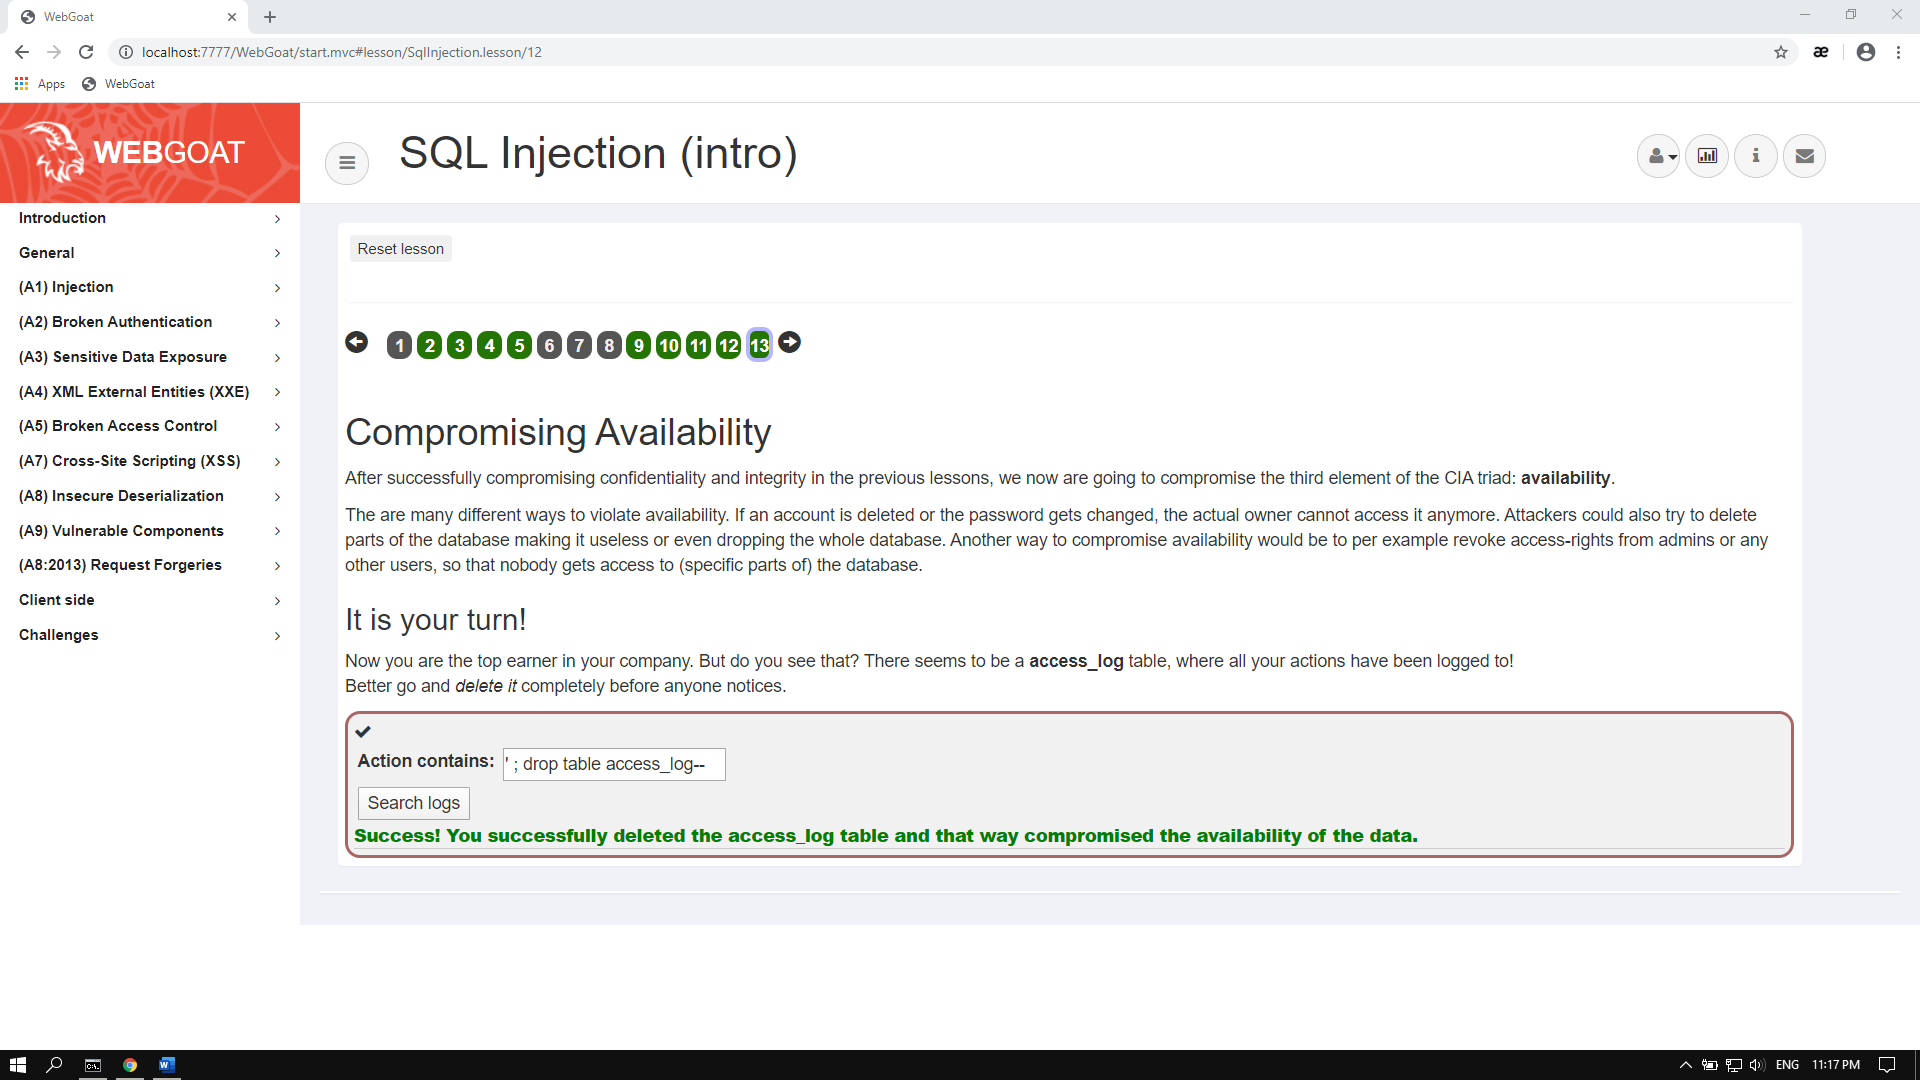 WebGoat
localhost:7777/WebGoat/start.mvc#lesson/SqlInjection.lesson/12
æ
Apps
WebGoat
WEBGOAT
SQL Injection (intro)
Introduction
General
(A1) Injection
(A2) Broken Authentication
(A3) Sensitive Data Exposure
(A4) XML External Entities (XXE)
(A5) Broken Access Control
(A7) Cross-Site Scripting (XSS)
(A8) Insecure Deserialization
(A9) Vulnerable Components
(A8:2013) Request Forgeries
Client side
Challenges
Reset lesson
1 2 3 4 5 6 7 8 9 10 11 12 13
Compromising Availability
After successfully compromising confidentiality and integrity in the previous lessons, we now are going to compromise the third element of the CIA triad: availability.
The are many different ways to violate availability. If an account is deleted or the password gets changed, the actual owner cannot access it anymore. Attackers could also try to delete
parts of the database making it useless or even dropping the whole database. Another way to compromise availability would be to per example revoke access-rights from admins or any
other users, so that nobody gets access to (specific parts of) the database.
It is your turn!
Now you are the top earner in your company. But do you see that? There seems to be a access_log table, where all your actions have been logged to!
Better go and delete it completely before anyone notices.
Action contains: ' ; drop table access_log--
Search logs
Success! You successfully deleted the access_log table and that way compromised the availability of the data.
ENG 11:17 PM